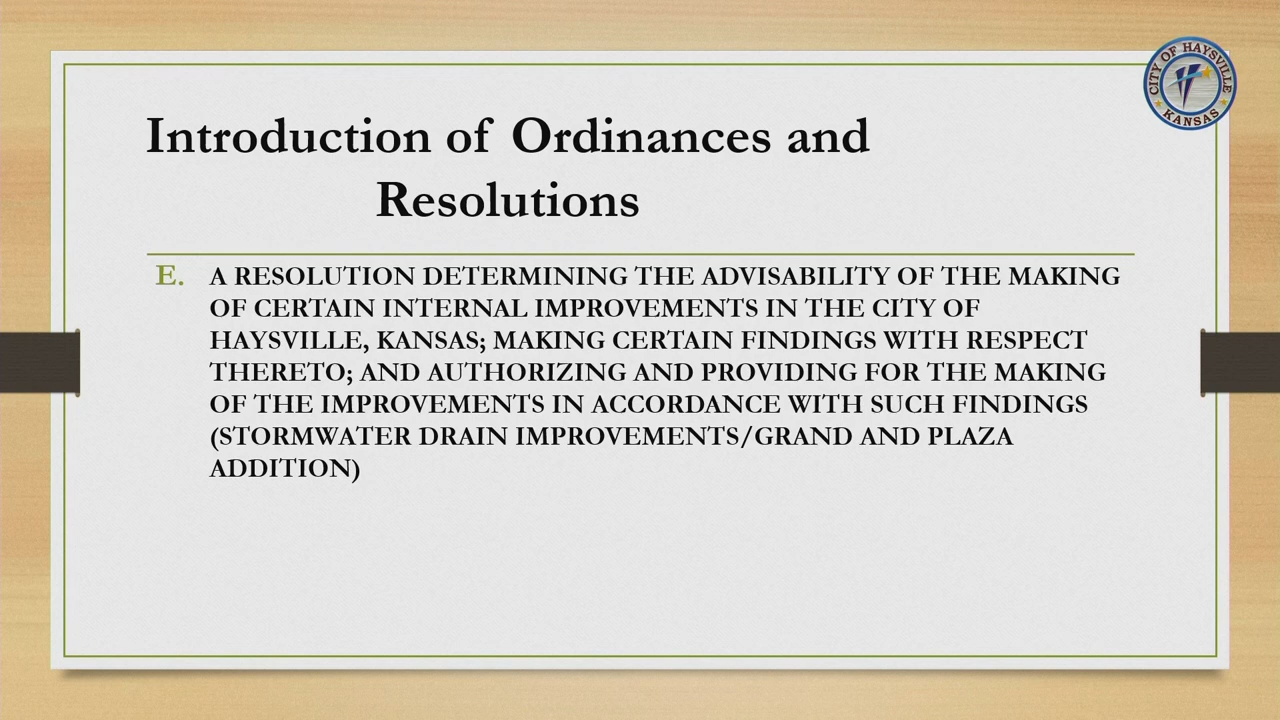 CITY OF HAYSVILLE
KANSAS
Introduction of Ordinances and
Resolutions
E. A RESOLUTION DETERMINING THE ADVISABILITY OF THE MAKING
OF CERTAIN INTERNAL IMPROVEMENTS IN THE CITY OF
HAYSVILLE, KANSAS; MAKING CERTAIN FINDINGS WITH RESPECT
THERETO; AND AUTHORIZING AND PROVIDING FOR THE MAKING
OF THE IMPROVEMENTS IN ACCORDANCE WITH SUCH FINDINGS
(STORMWATER DRAIN IMPROVEMENTS/GRAND AND PLAZA
ADDITION)